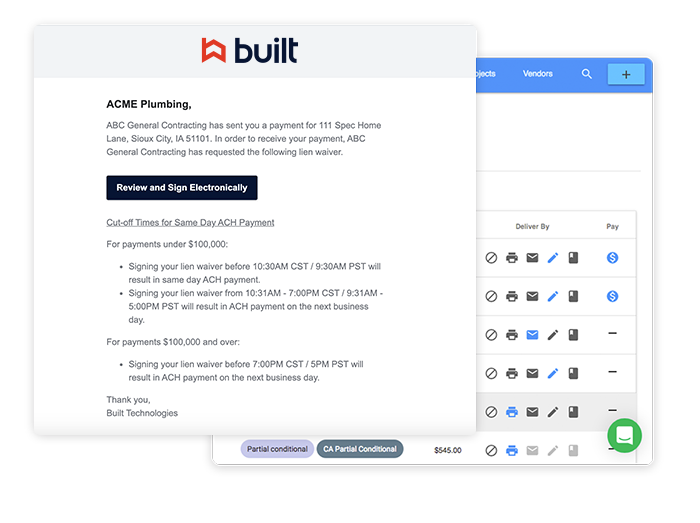 built
ACME Plumbing,
ABC General Contracting has sent you a payment for 111 Spec Home
Lane, Sioux City, IA 51101. In order to receive your payment, ABC
General Contracting has requested the following lien waiver.
Review and Sign Electronically
Cut-off Times for Same Day ACH Payment
For payments under $100,000:
• Signing your lien waiver before 10:30AM CST / 9:30AM PST will
result in same day ACH payment.
• Signing your lien waiver from 10:31AM - 7:00PM CST / 9:31AM -
5:00PM PST will result in ACH payment on the next business
day.
For payments $100,000 and over:
• Signing your lien waiver before 7:00PM CST / 5PM PST will
result in ACH payment on the next business day.
Thank you,
Built Technologies
Vendors
Deliver By Pay
Partial conditional CA Partial Conditional $545.00